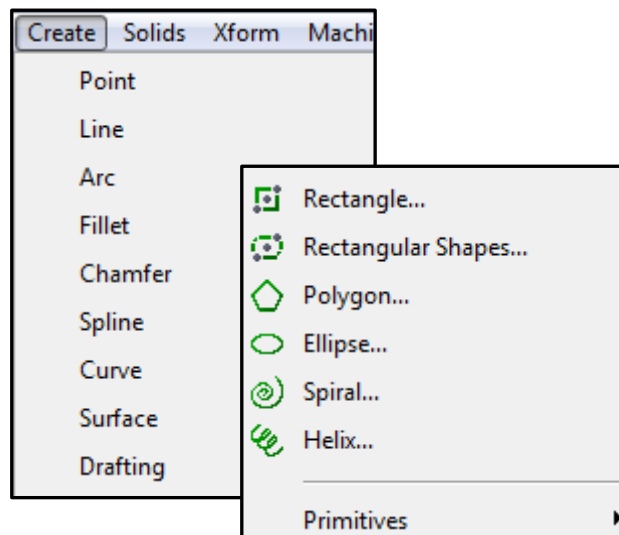 Create Solids Xform Machi
Point
Line
Arc
Fillet
Chamfer
Spline
Curve
Surface
Drafting
Rectangle...
Rectangular Shapes...
Polygon...
Ellipse...
Spiral...
Helix...
Primitives